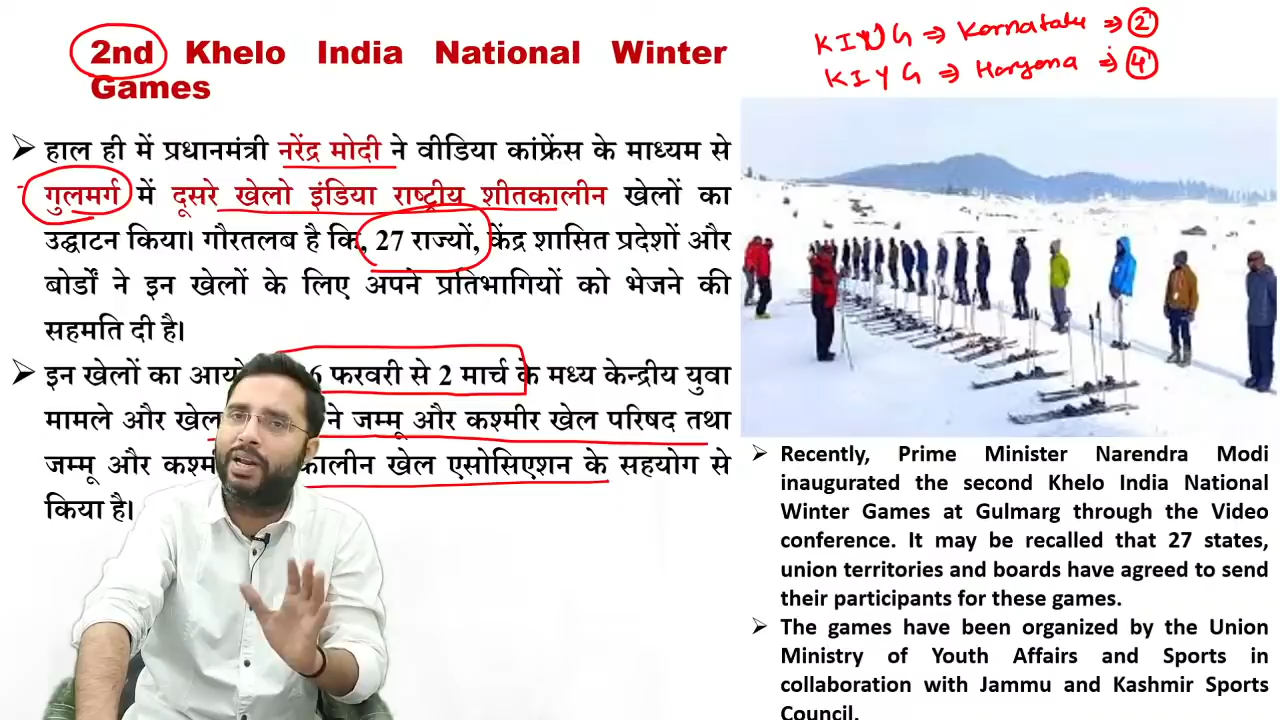 2nd Khelo India National Winter
Games
KIUG ⇒ Karnataka ⇒ 2
KIYG ⇒ Haryana ⇒ 4
➢ हाल ही में प्रधानमंत्री नरेंद्र मोदी ने वीडिया कांफ्रेंस के माध्यम से
गुलमर्ग में दूसरे खेलो इंडिया राष्ट्रीय शीतकालीन खेलों का
उद्घाटन किया। गौरतलब है कि, 27 राज्यों, केंद्र शासित प्रदेशों और
बोर्डों ने इन खेलों के लिए अपने प्रतिभागियों को भेजने की
सहमति दी है।
➢ इन खेलों का 6 फरवरी से 2 मार्च के मध्य केन्द्रीय युवा
मामले और खेल ने जम्मू और कश्मीर खेल परिषद तथा
जम्मू और खेल एसोसिएशन के सहयोग से
किया है।
➢ Recently, Prime Minister Narendra Modi
inaugurated the second Khelo India National
Winter Games at Gulmarg through the Video
conference. It may be recalled that 27 states,
union territories and boards have agreed to send
their participants for these games.
➢ The games have been organized by the Union
Ministry of Youth Affairs and Sports in
collaboration with Jammu and Kashmir Sports
Council.